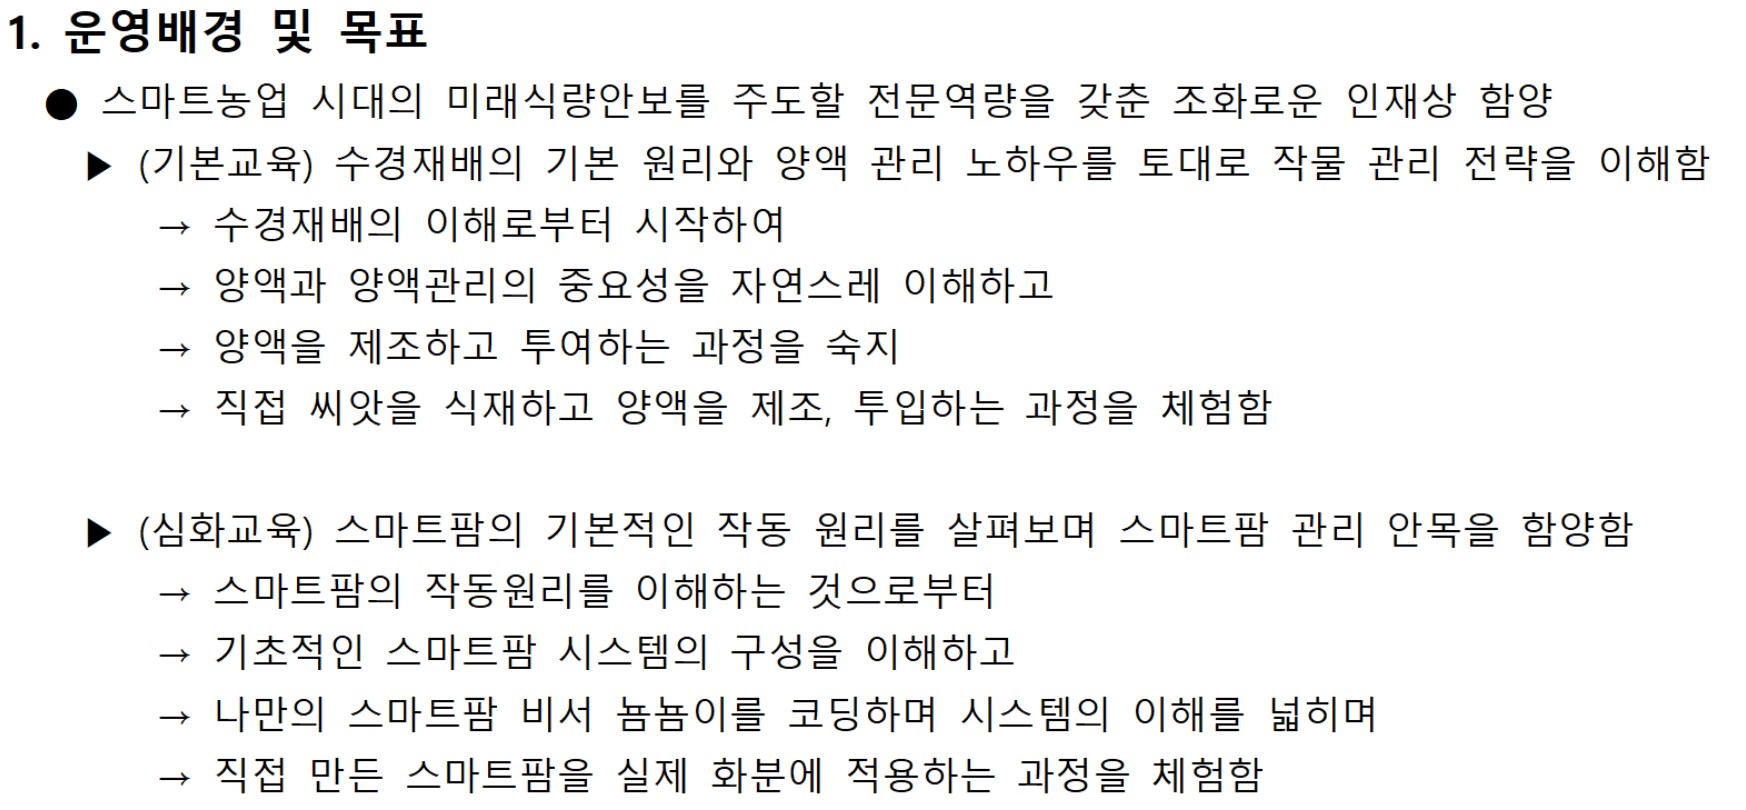 1. 운영배경 및 목표
● 스마트농업 시대의 미래식량안보를 주도할 전문역량을 갖춘 조화로운 인재상 함양
▶ (기본교육) 수경재배의 기본 원리와 양액 관리 노하우를 토대로 작물 관리 전략을 이해함
→ 수경재배의 이해로부터 시작하여
→ 양액과 양액관리의 중요성을 자연스레 이해하고
→ 양액을 제조하고 투여하는 과정을 숙지
→ 직접 씨앗을 식재하고 양액을 제조, 투입하는 과정을 체험함
▶ (심화교육) 스마트팜의 기본적인 작동 원리를 살펴보며 스마트팜 관리 안목을 함양함
→ 스마트팜의 작동원리를 이해하는 것으로부터
→ 기초적인 스마트팜 시스템의 구성을 이해하고
→ 나만의 스마트팜 비서 뇸뇸이를 코딩하며 시스템의 이해를 넓히며
→ 직접 만든 스마트팜을 실제 화분에 적용하는 과정을 체험함